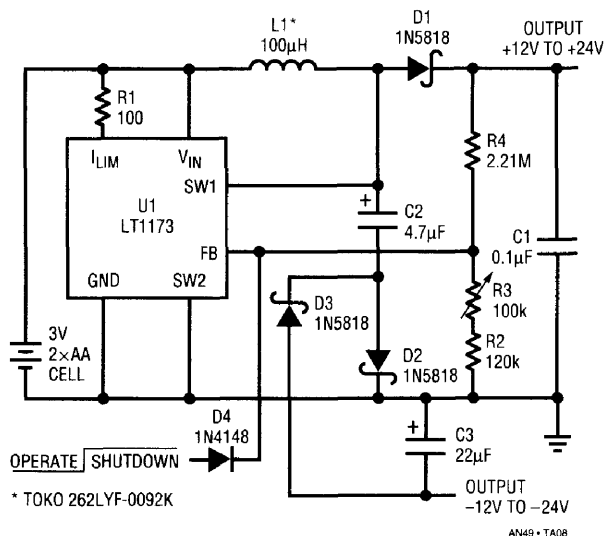 L1*
100µH
D1
1N5818
OUTPUT
+12V TO +24V
R1
100
R4
2.21M
ILIM
VIN
SW1
U1
LT1173
+
C2
4.7µF
FB
C1
0.1µF
GND
SW2
D3
1N5818
R3
100k
3V
2×AA
CELL
D2
1N5818
R2
120k
D4
1N4148
+
C3
22µF
OPERATE SHUTDOWN
* TOKO 262LYF-0092K
OUTPUT
–12V TO –24V
AN49 • TA08